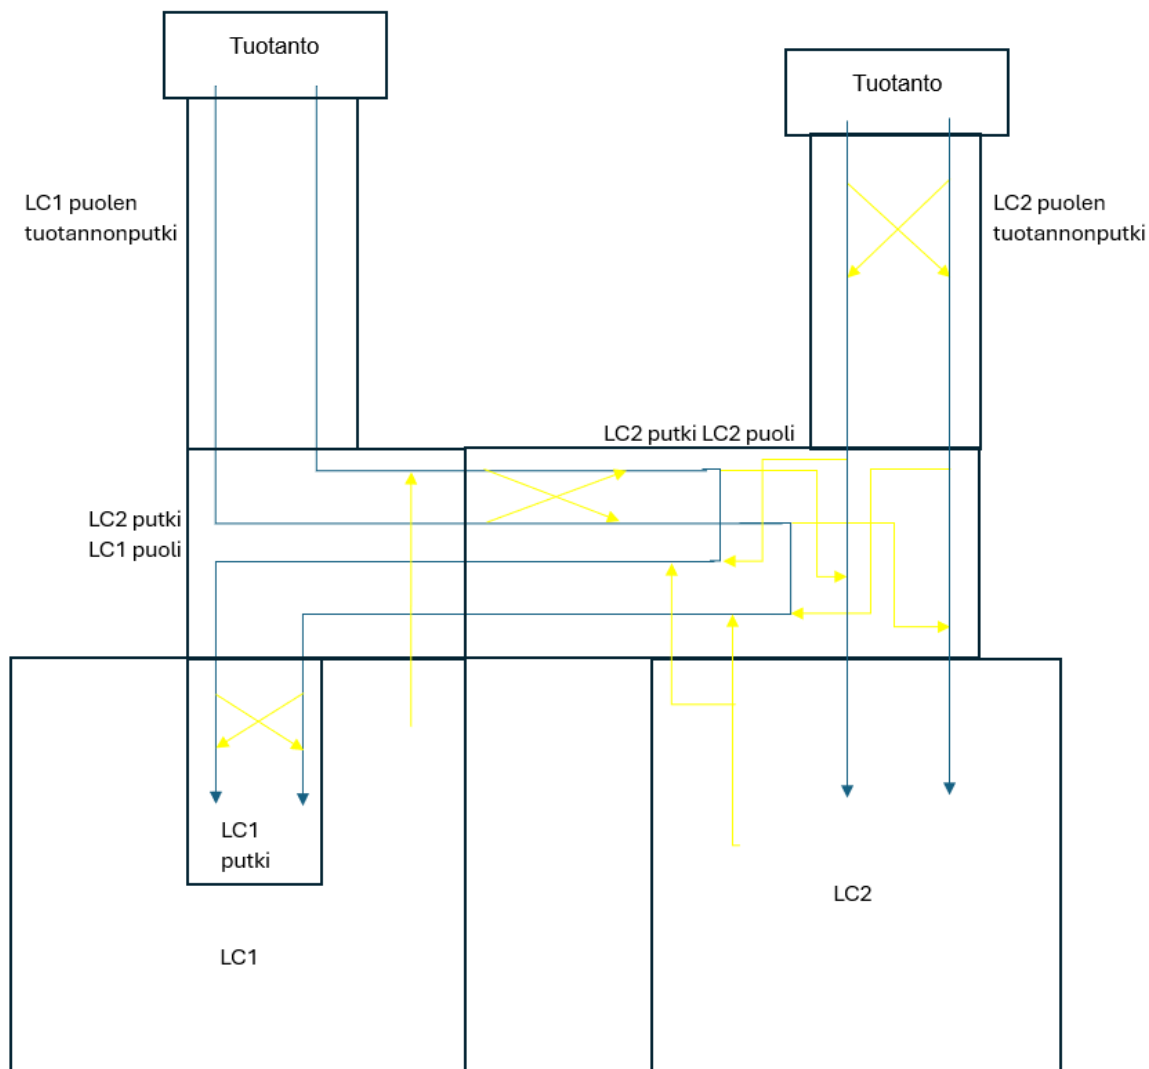 Tuotanto
Tuotanto
LC1 puolen
tuotannonputki
LC2 puolen
tuotannonputki
LC2 putki LC2 puoli
LC2 putki
LC1 puoli
LC1
putki
LC2
LC1